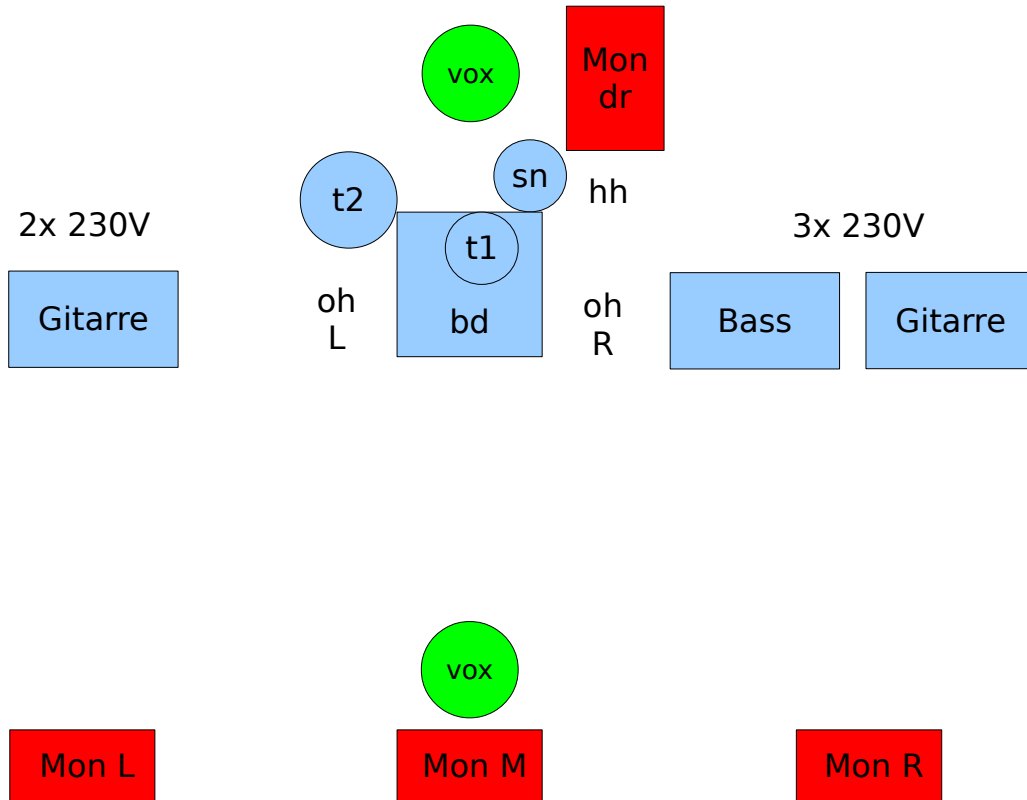 vox
Mon
dr
t2
sn
hh
2x 230V
3x 230V
t1
Gitarre
oh
L
bd
oh
R
Bass
Gitarre
vox
Mon L
Mon M
Mon R